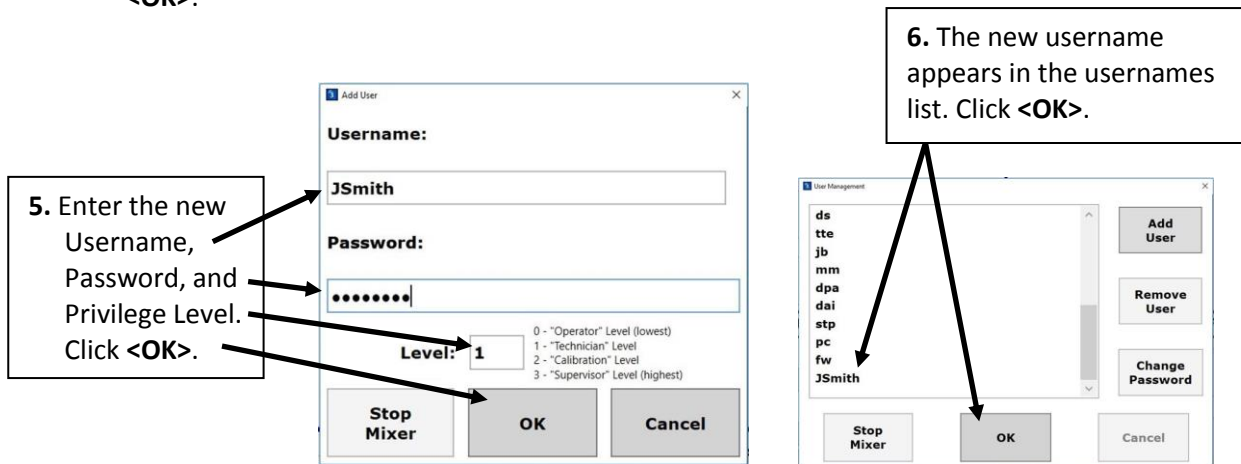 <OK>.
6. The new username
appears in the usernames
list. Click <OK>.
Add User
Username:
JSmith
Password:
••••••••
Level: 1
0 - "Operator" Level (lowest)
1 - "Technician" Level
2 - "Calibration" Level
3 - "Supervisor" Level (highest)
Stop
Mixer
OK
Cancel
5. Enter the new
Username,
Password, and
Privilege Level.
Click <OK>.
User Management
ds
tte
jb
mm
dpa
dai
stp
pc
fw
JSmith
Add
User
Remove
User
Change
Password
Stop
Mixer
OK
Cancel